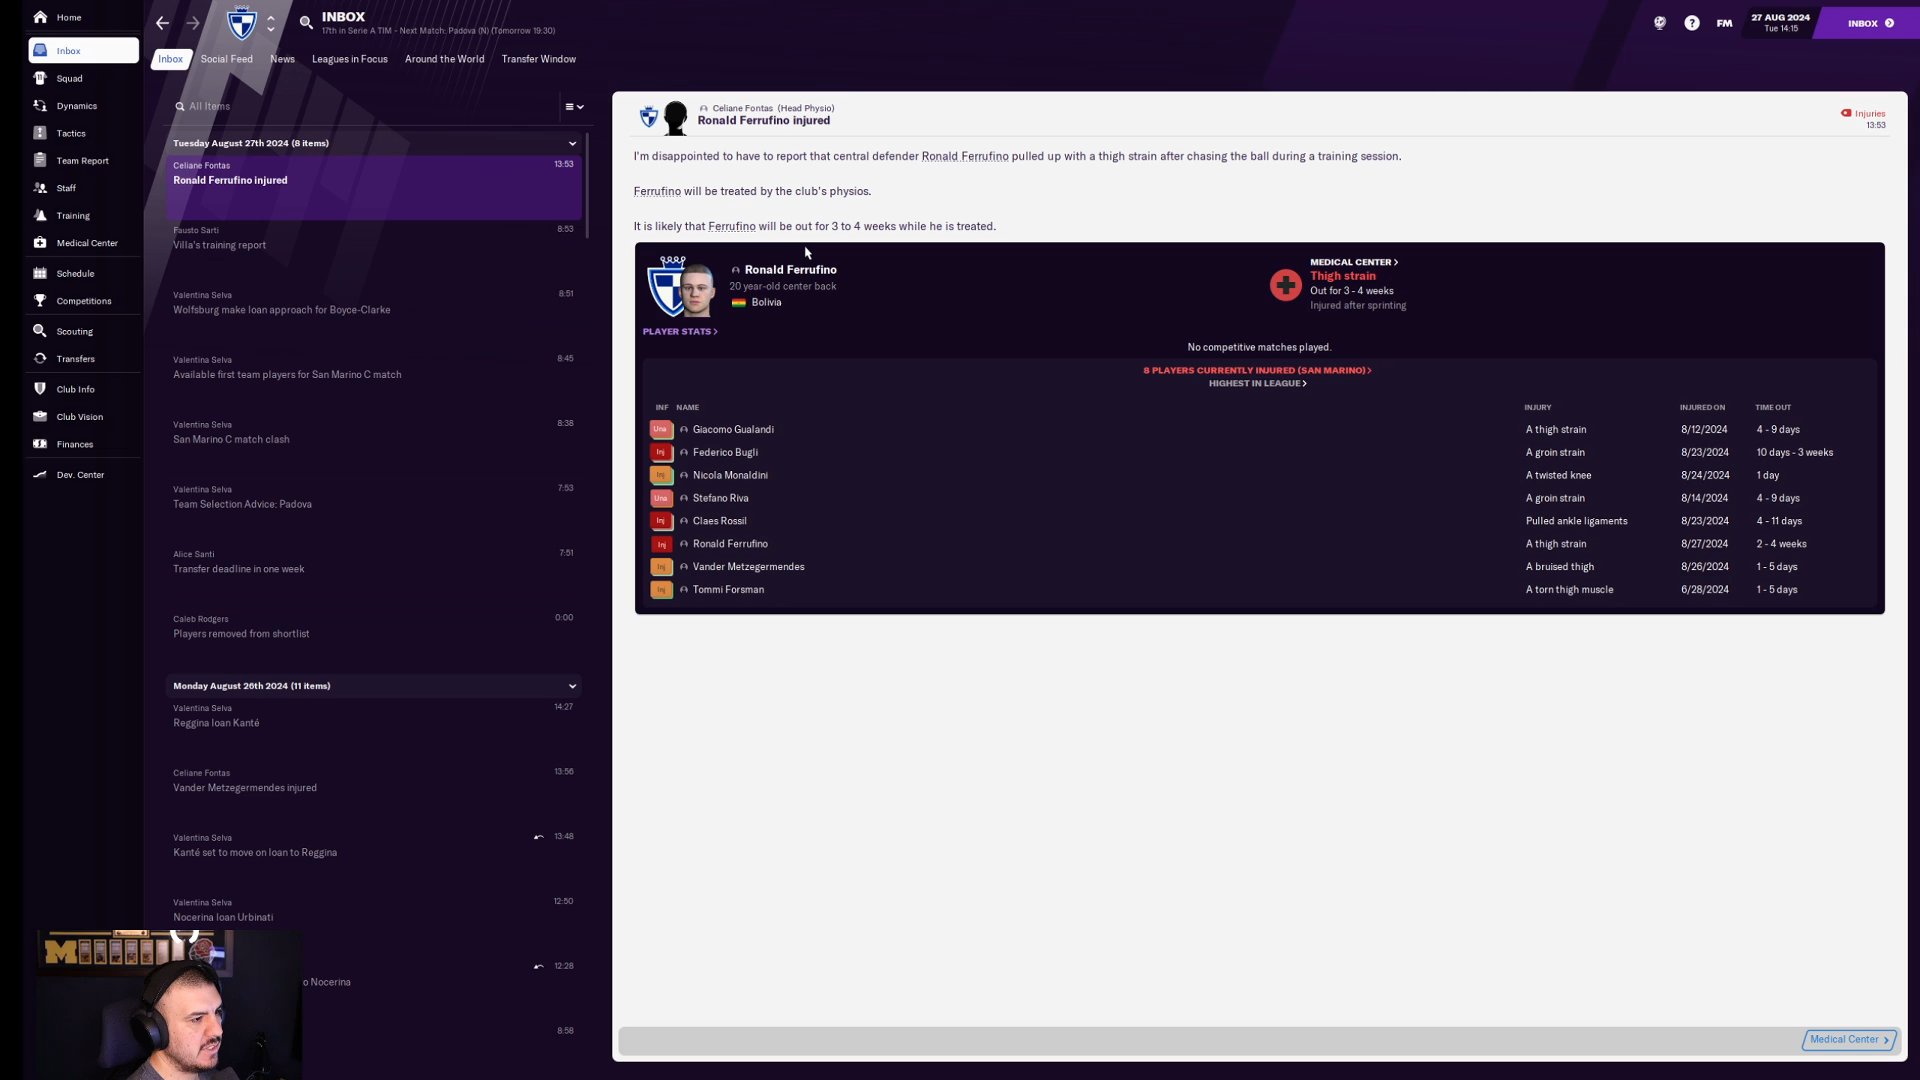 Home
Inbox
Squad
Dynamics
Tactics
Team Report
Staff
Training
Medical Center
Schedule
Competitions
Scouting
Transfers
Club Info
Club Vision
Finances
Dev. Center
INBOX
17th in Serie A TIM - Next Match: Padova (N) (Tomorrow 19:30)
FM
27 AUG 2024
Tue 14:15
INBOX
Inbox
Social Feed
News
Leagues in Focus
Around the World
Transfer Window
All Items
Tuesday August 27th 2024 (8 items)
Celiane Fontas 13:53
Ronald Ferrufino injured
Fausto Sarti 8:53
Villa's training report
Valentina Selva 8:51
Wolfsburg make loan approach for Boyce-Clarke
Valentina Selva 8:45
Available first team players for San Marino C match
Valentina Selva 8:38
San Marino C match clash
Valentina Selva 7:53
Team Selection Advice: Padova
Alice Santi 7:51
Transfer deadline in one week
Caleb Rodgers 0:00
Players removed from shortlist
Monday August 26th 2024 (11 items)
Valentina Selva 14:27
Reggina loan Kanté
Celiane Fontas 13:56
Vander Metzegermendes injured
Valentina Selva 13:48
Kanté set to move on loan to Reggina
Valentina Selva 12:50
Nocerina loan Urbinati
12:28
o Nocerina
8:58
M
Celiane Fontas (Head Physio)
Ronald Ferrufino injured
Injuries
13:53
I'm disappointed to have to report that central defender Ronald Ferrufino pulled up with a thigh strain after chasing the ball during a training session.
Ferrufino will be treated by the club's physios.
It is likely that Ferrufino will be out for 3 to 4 weeks while he is treated.
Ronald Ferrufino
20 year-old center back
Bolivia
PLAYER STATS
MEDICAL CENTER
Thigh strain
Out for 3 - 4 weeks
Injured after sprinting
No competitive matches played.
8 PLAYERS CURRENTLY INJURED (SAN MARINO)
HIGHEST IN LEAGUE
INF NAME INJURY INJURED ON TIME OUT
Una Giacomo Gualandi A thigh strain 8/12/2024 4 - 9 days
Inj Federico Bugli A groin strain 8/23/2024 10 days - 3 weeks
Inj Nicola Monaldini A twisted knee 8/24/2024 1 day
Una Stefano Riva A groin strain 8/14/2024 4 - 9 days
Inj Claes Rossil Pulled ankle ligaments 8/23/2024 4 - 11 days
Inj Ronald Ferrufino A thigh strain 8/27/2024 2 - 4 weeks
Inj Vander Metzegermendes A bruised thigh 8/26/2024 1 - 5 days
Inj Tommi Forsman A torn thigh muscle 6/28/2024 1 - 5 days
Medical Center